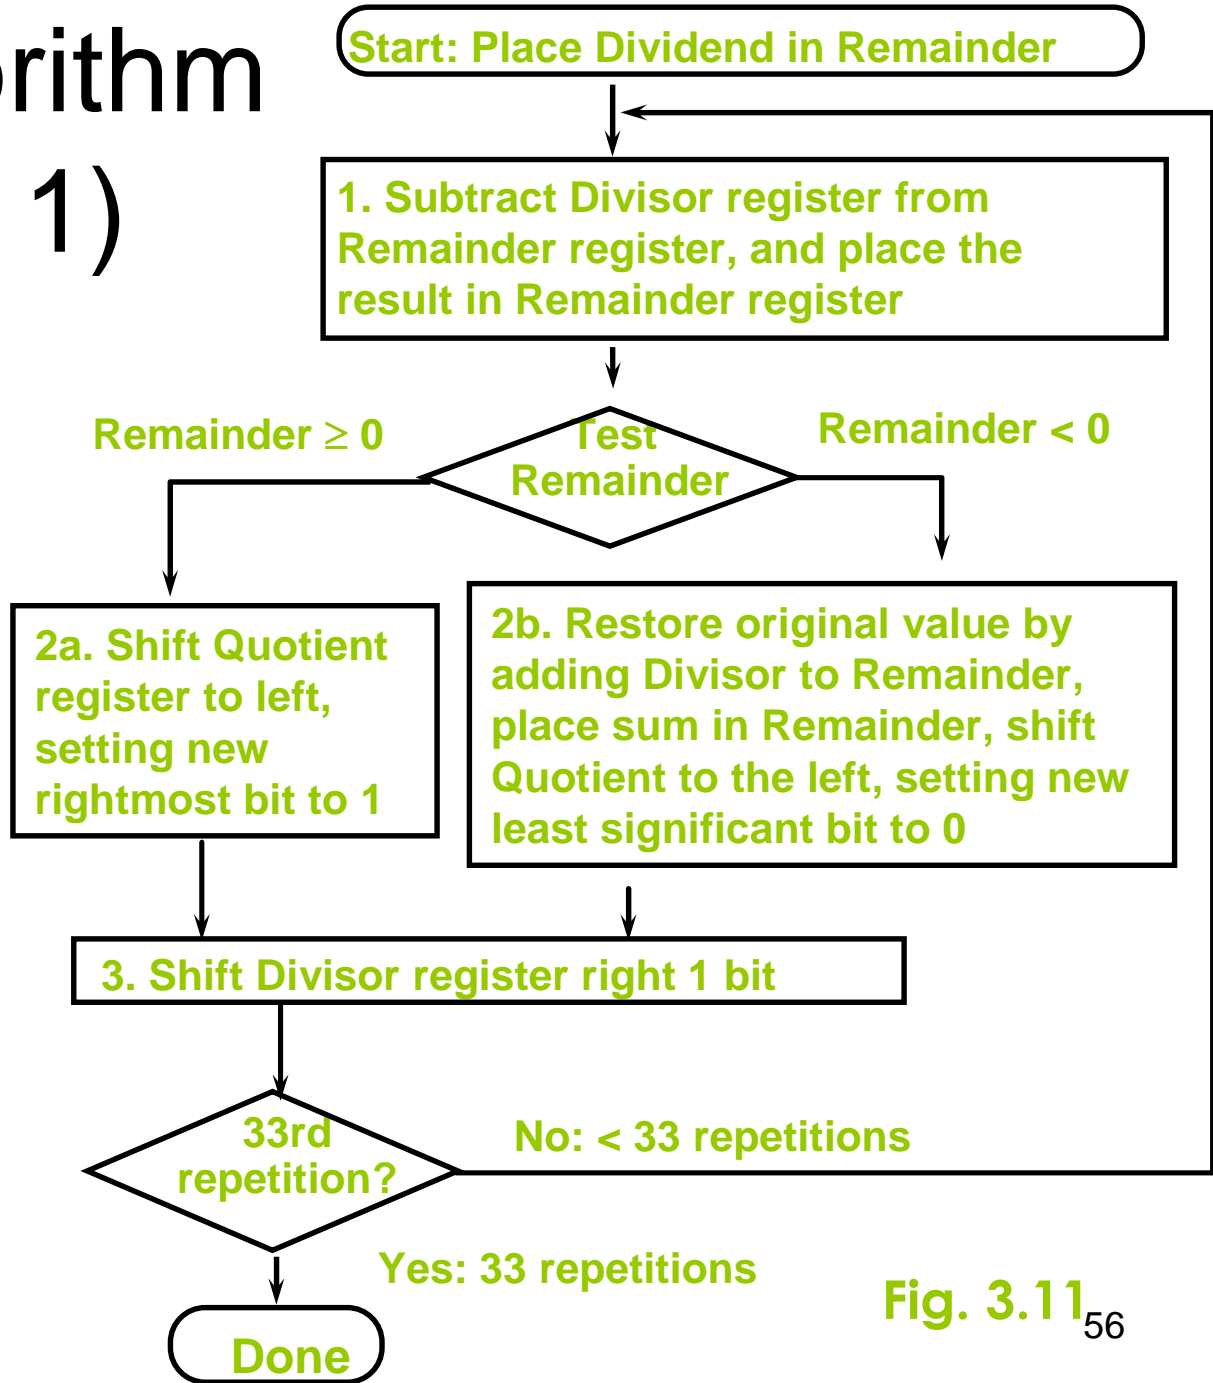 orithm
1)
Start: Place Dividend in Remainder
1. Subtract Divisor register from
Remainder register, and place the
result in Remainder register
Remainder ≥ 0
Test
Remainder
Remainder < 0
2a. Shift Quotient
register to left,
setting new
rightmost bit to 1
2b. Restore original value by
adding Divisor to Remainder,
place sum in Remainder, shift
Quotient to the left, setting new
least significant bit to 0
3. Shift Divisor register right 1 bit
33rd
repetition?
No: < 33 repetitions
Yes: 33 repetitions
Done
Fig. 3.11
56